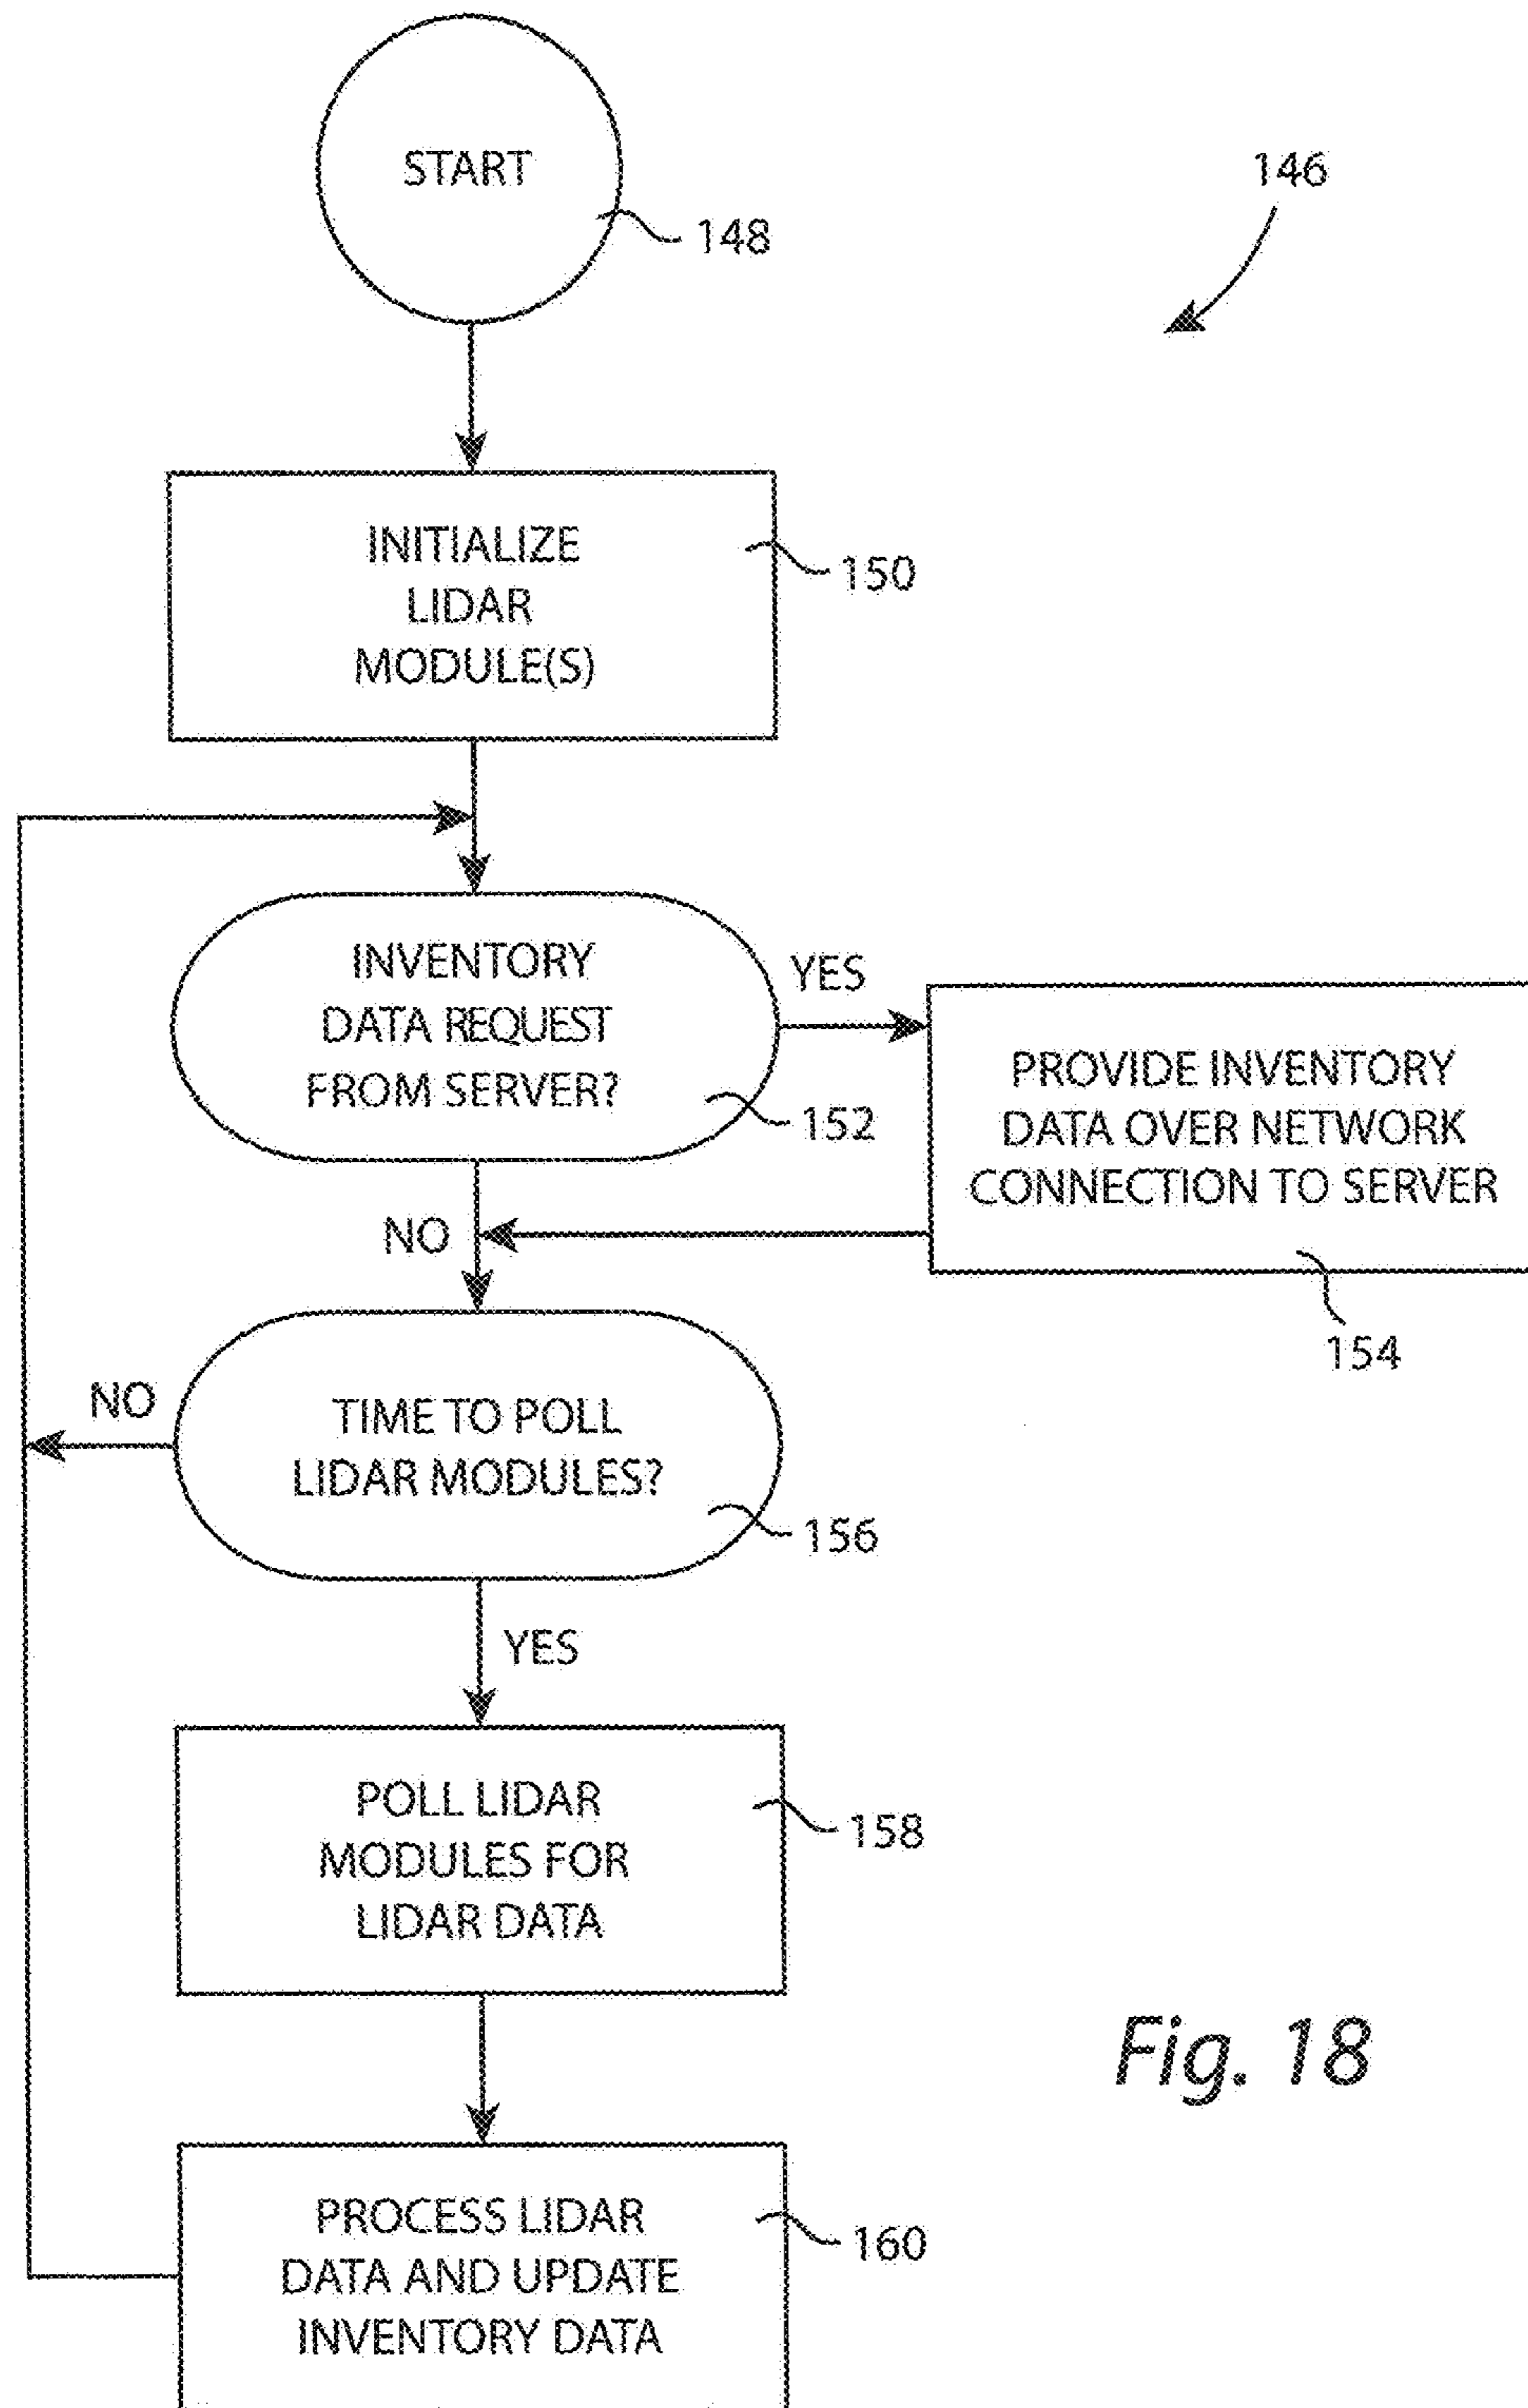 START
148
146
INITIALIZE
LIDAR
MODULE(S)
150
INVENTORY
DATA REQUEST
FROM SERVER?
152
YES
PROVIDE INVENTORY
DATA OVER NETWORK
CONNECTION TO SERVER
154
NO
NO
TIME TO POLL
LIDAR MODULES?
156
YES
POLL LIDAR
MODULES FOR
LIDAR DATA
158
Fig. 18
PROCESS LIDAR
DATA AND UPDATE
INVENTORY DATA
160